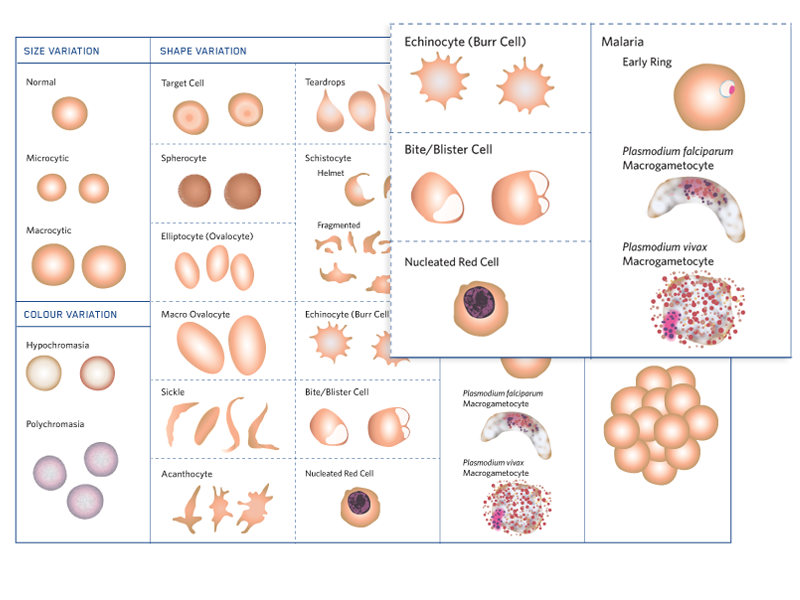 SIZE VARIATION
SHAPE VARIATION
Normal
Microcytic
Macrocytic
COLOUR VARIATION
Hypochromasia
Polychromasia
Target Cell
Spherocyte
Elliptocyte (Ovalocyte)
Macro Ovalocyte
Sickle
Acanthocyte
Teardrops
Schistocyte
Helmet
Fragmented
Echinocyte (Burr Cell
Bite/Blister Cell
Nucleated Red Cell
Plasmodium falciparum
Macrogametocyte
Plasmodium vivax
Macrogametocyte
Echinocyte (Burr Cell)
Bite/Blister Cell
Nucleated Red Cell
Malaria
Early Ring
Plasmodium falciparum
Macrogametocyte
Plasmodium vivax
Macrogametocyte